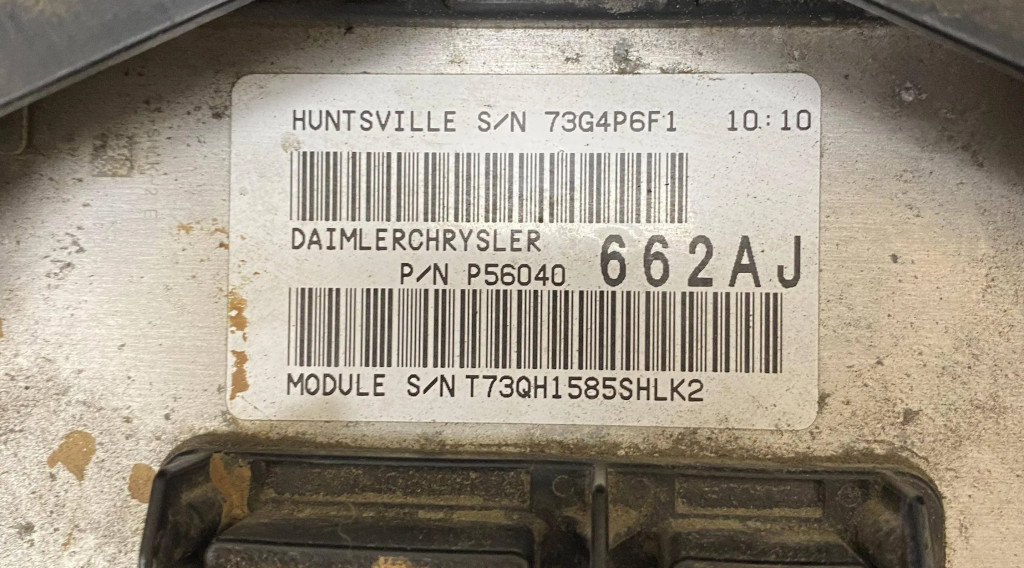 HUNTSVILLE S/N 73G4P6F1 10:10
DAIMLERCHRYSLER
P/N P56040 662AJ
MODULE S/N T73QH1585SHLK2